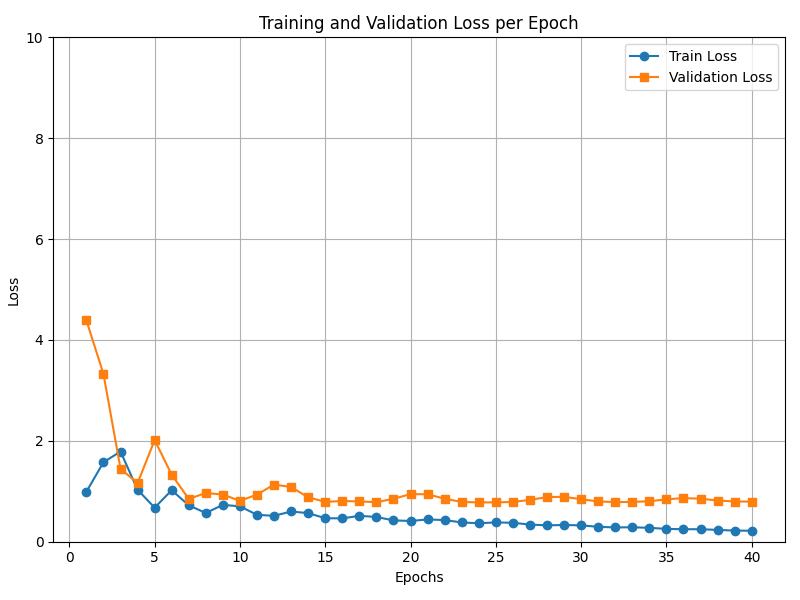 Training and Validation Loss per Epoch
Train Loss
Validation Loss
Loss
10
8
6
4
2
0
0 5 10 15 20 25 30 35 40
Epochs